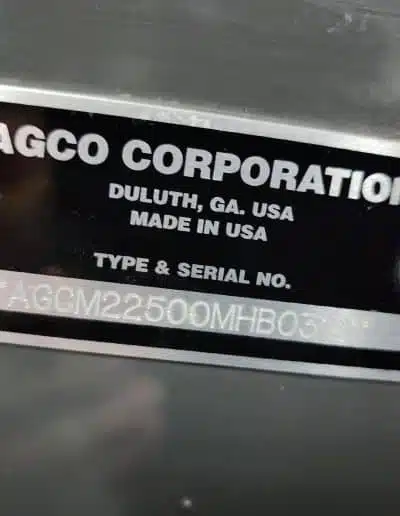 AGCO CORPORATION
DULUTH, GA. USA
MADE IN USA
TYPE & SERIAL NO.
*AGCM22500MHB03